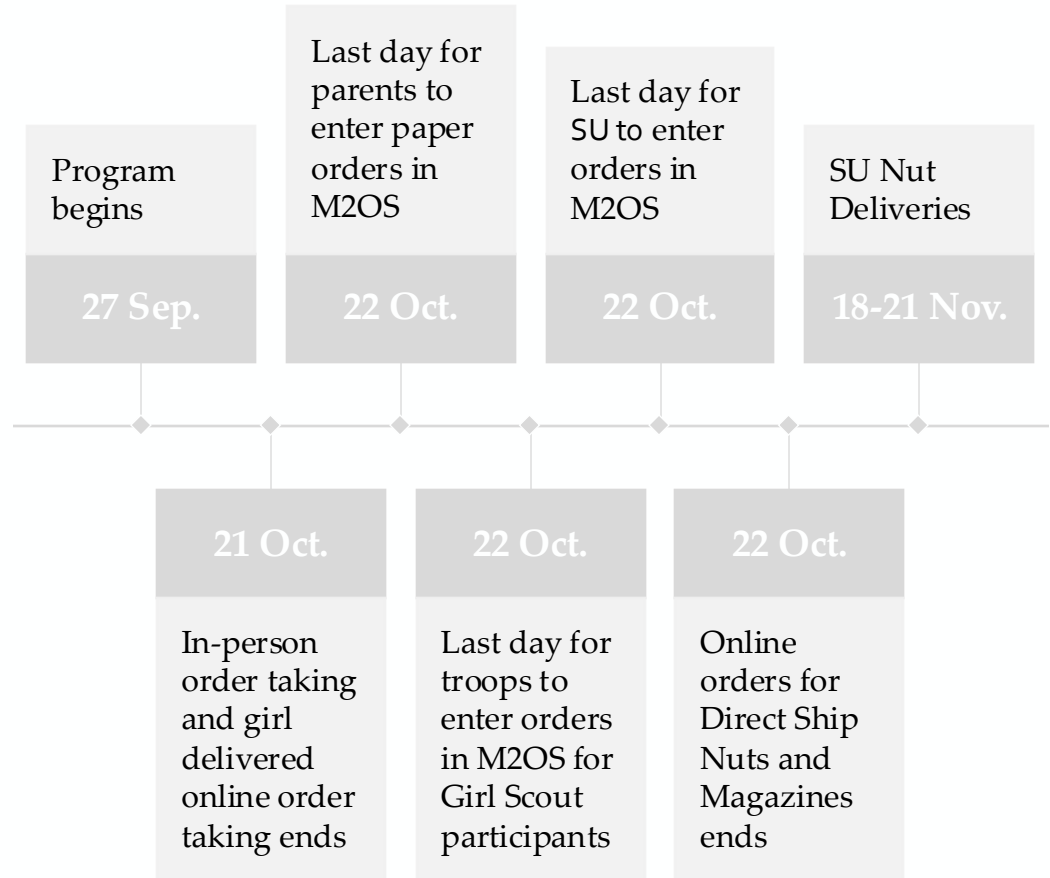 Program
begins
27 Sep.
21 Oct.
In-person
order taking
and girl
delivered
online order
taking ends
Last day for
parents to
enter paper
orders in
M2OS
22 Oct.
22 Oct.
Last day for
troops to
enter orders
in M2OS for
Girl Scout
participants
Last day for
SU to enter
orders in
M2OS
22 Oct.
22 Oct.
Online
orders for
Direct Ship
Nuts and
Magazines
ends
SU Nut
Deliveries
18-21 Nov.